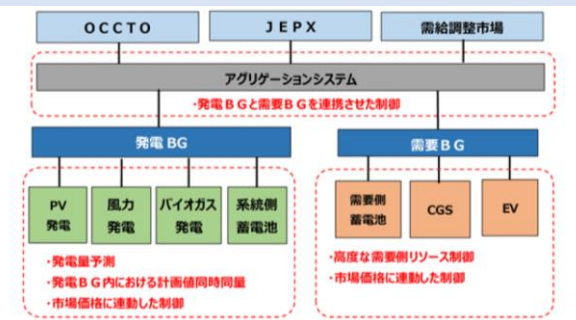 OCCTO
JEPX
需給調整市場
アグリゲーションシステム
・発電BGと需要BGを連携させた制御
発電 BG
需要BG
PV
発電
風力
発電
バイオガス
発電
系統側
蓄電池
需要側
蓄電池
CGS
EV
・発電量予測
・発電BG内における計画値同時同量
・市場価格に連動した制御
・高度な需要側リソース制御
・市場価格に連動した制御